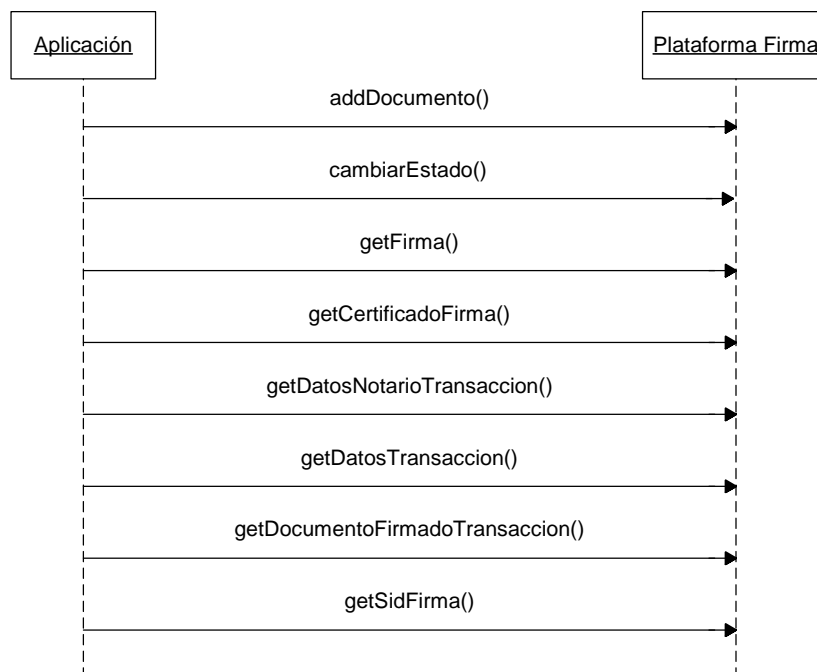 Aplicación
Plataforma Firma
addDocumento()
cambiarEstado()
getFirma()
getCertificadoFirma()
getDatosNotarioTransaccion()
getDatosTransaccion()
getDocumentoFirmadoTransaccion()
getSidFirma()